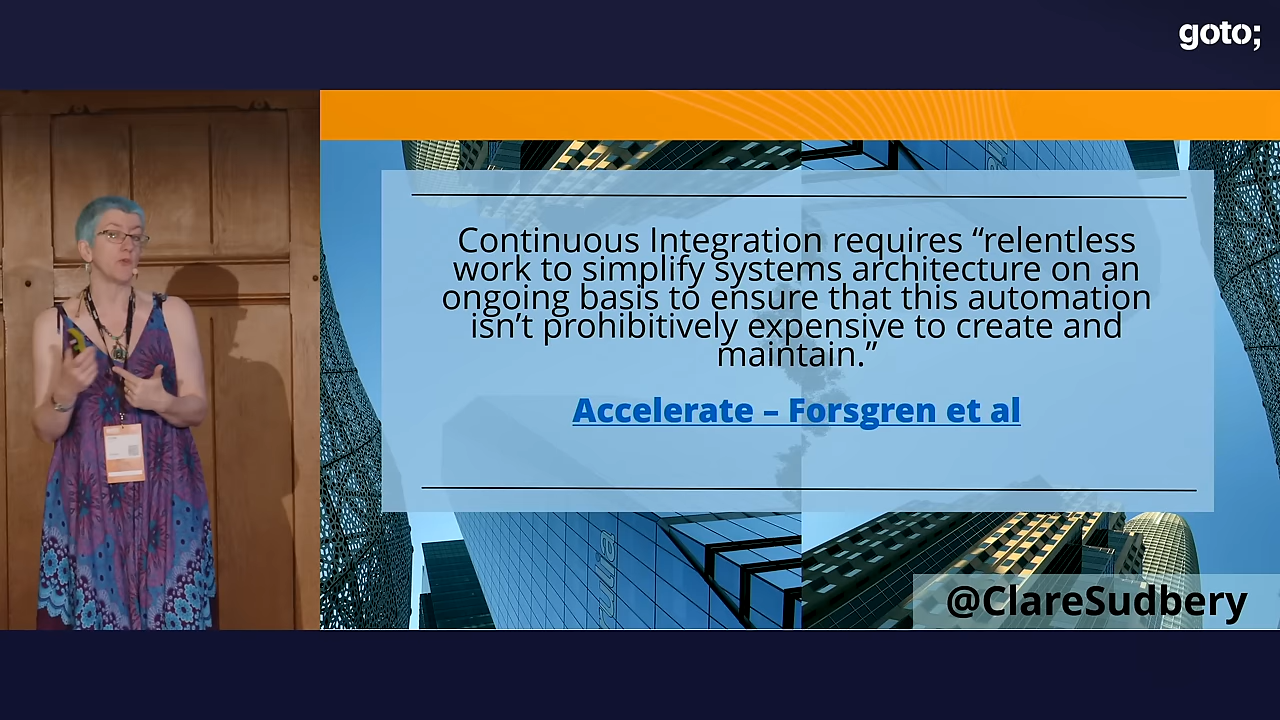 goto;
Continuous Integration requires “relentless
work to simplify systems architecture on an
ongoing basis to ensure that this automation
isn’t prohibitively expensive to create and
maintain.”
Accelerate – Forsgren et al
@ClareSudbery